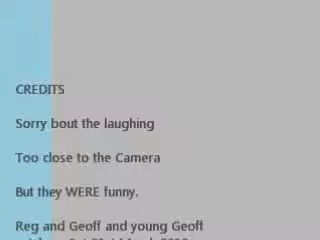 CREDITS
Sorry bout the laughing
Too close to the Camera
But they WERE funny.
Reg and Geoff and young Geoff